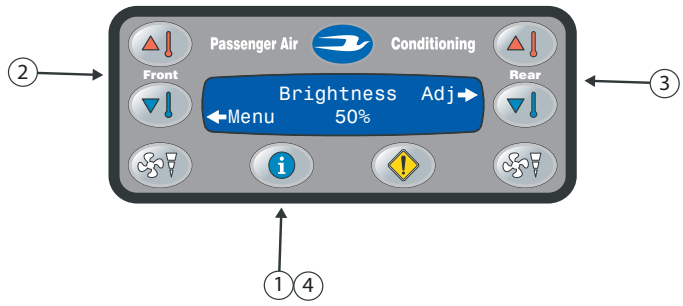 Passenger Air Conditioning
Front
Rear
Brightness Adj
Menu 50%
i
!
2
3
1 4